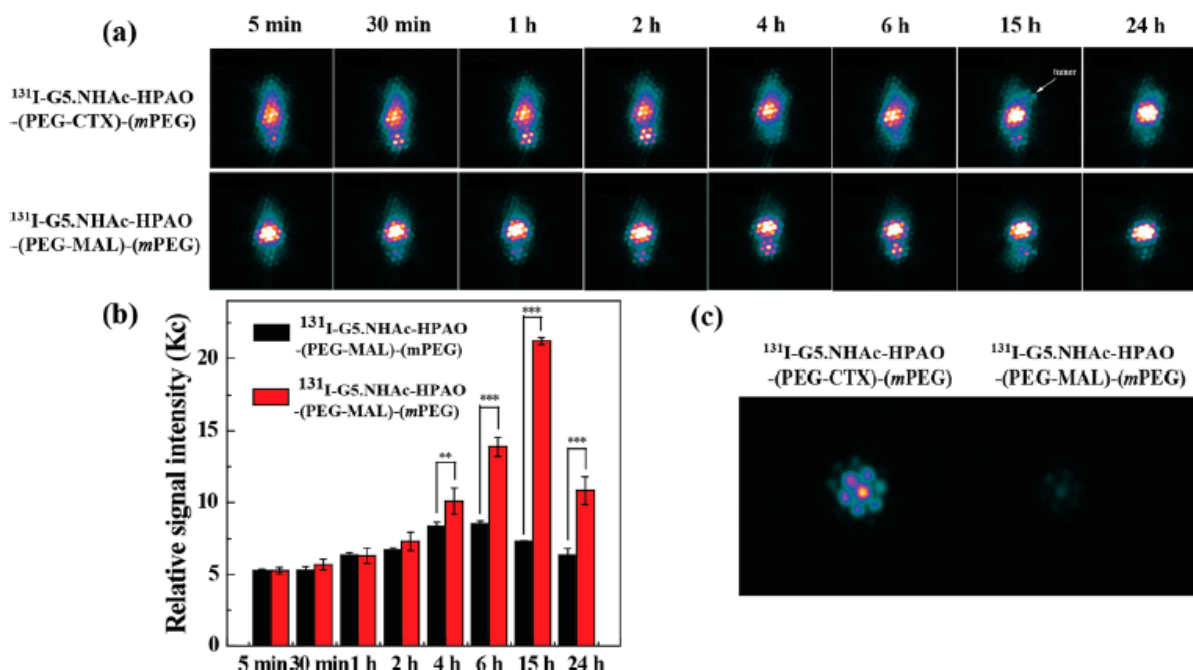 (a)
5 min 30 min 1 h 2 h 4 h 6 h 15 h 24 h
131I-G5.NHAc-HPAO
-(PEG-CTX)-(mPEG)
tumor
131I-G5.NHAc-HPAO
-(PEG-MAL)-(mPEG)
(b)
Relative signal intensity (Kc)
20
15
10
5
0
131I-G5.NHAc-HPAO
-(PEG-MAL)-(mPEG)
131I-G5.NHAc-HPAO
-(PEG-MAL)-(mPEG)
** *** *** ***
5 min 30 min 1 h 2 h 4 h 6 h 15 h 24 h
(c)
131I-G5.NHAc-HPAO 131I-G5.NHAc-HPAO
-(PEG-CTX)-(mPEG) -(PEG-MAL)-(mPEG)